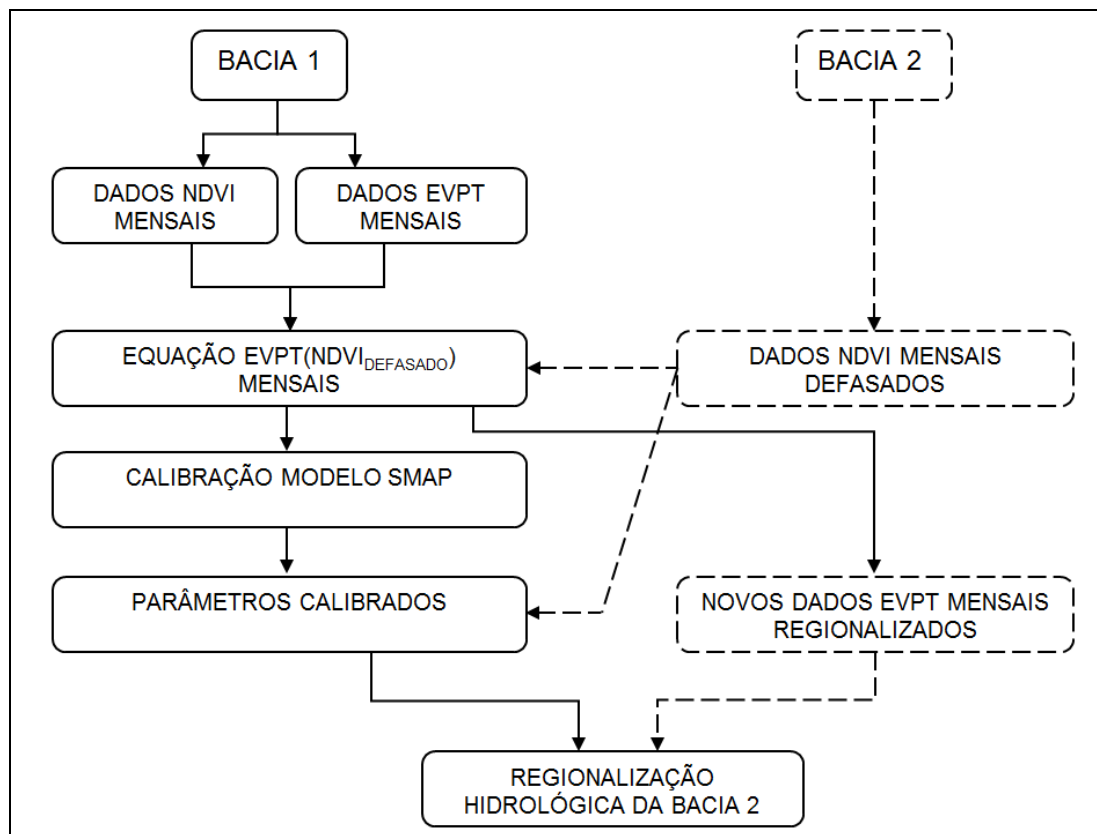 BACIA 1
BACIA 2
DADOS NDVI
MENSAIS
DADOS EVPT
MENSAIS
EQUAÇÃO EVPT(NDVI_DEFASADO)
MENSAIS
DADOS NDVI MENSAIS
DEFASADOS
CALIBRAÇÃO MODELO SMAP
PARÂMETROS CALIBRADOS
NOVOS DADOS EVPT MENSAIS
REGIONALIZADOS
REGIONALIZAÇÃO
HIDROLÓGICA DA BACIA 2